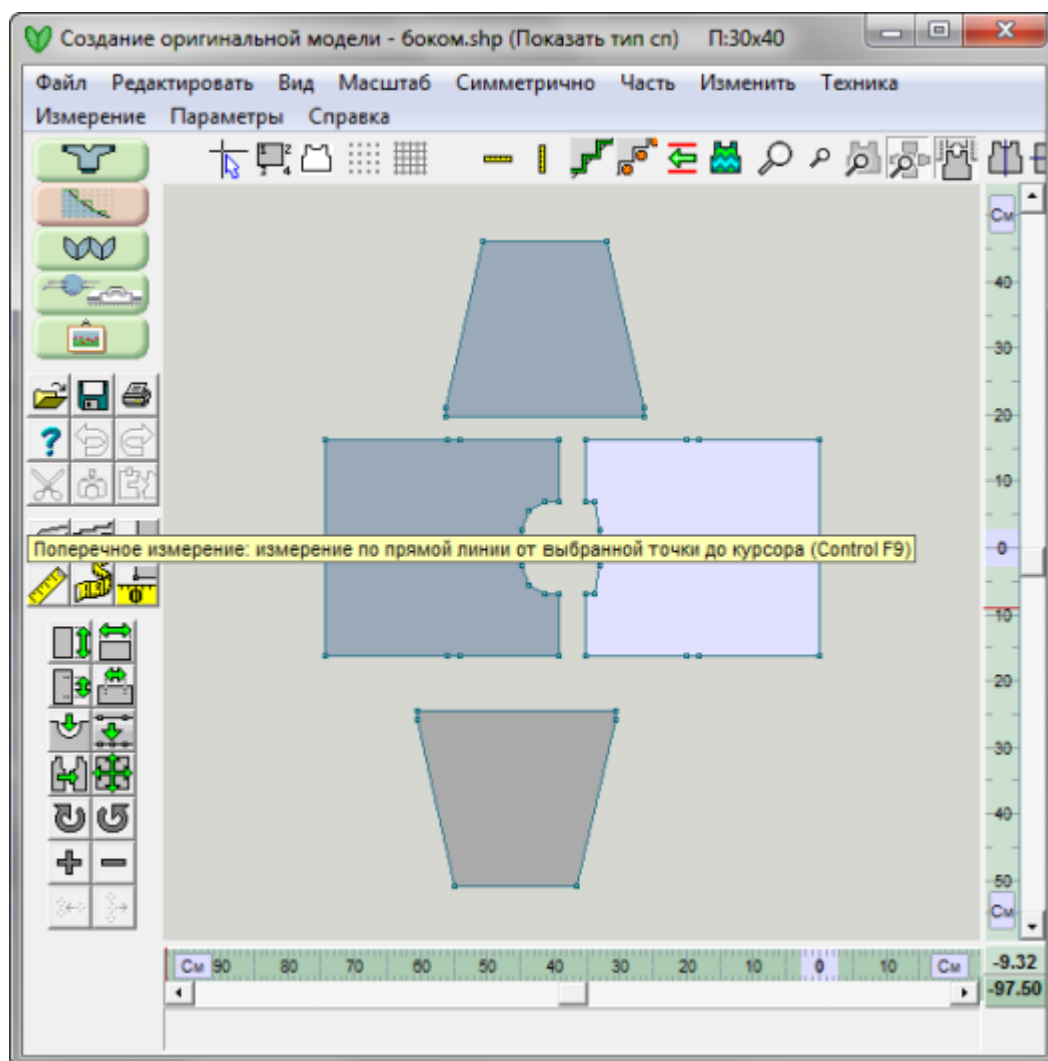 Создание оригинальной модели - боком.shp (Показать тип сп) П:30x40
Файл Редактировать Вид Масштаб Симметрично Часть Изменить Техника
Измерение Параметры Справка
См
40
30
20
10
Поперечное измерение: измерение по прямой линии от выбранной точки до курсора (Control F9)
0
10
20
30
40
50
См
См 90 80 70 60 50 40 30 20 10 0 10 См -9.32
-97.50